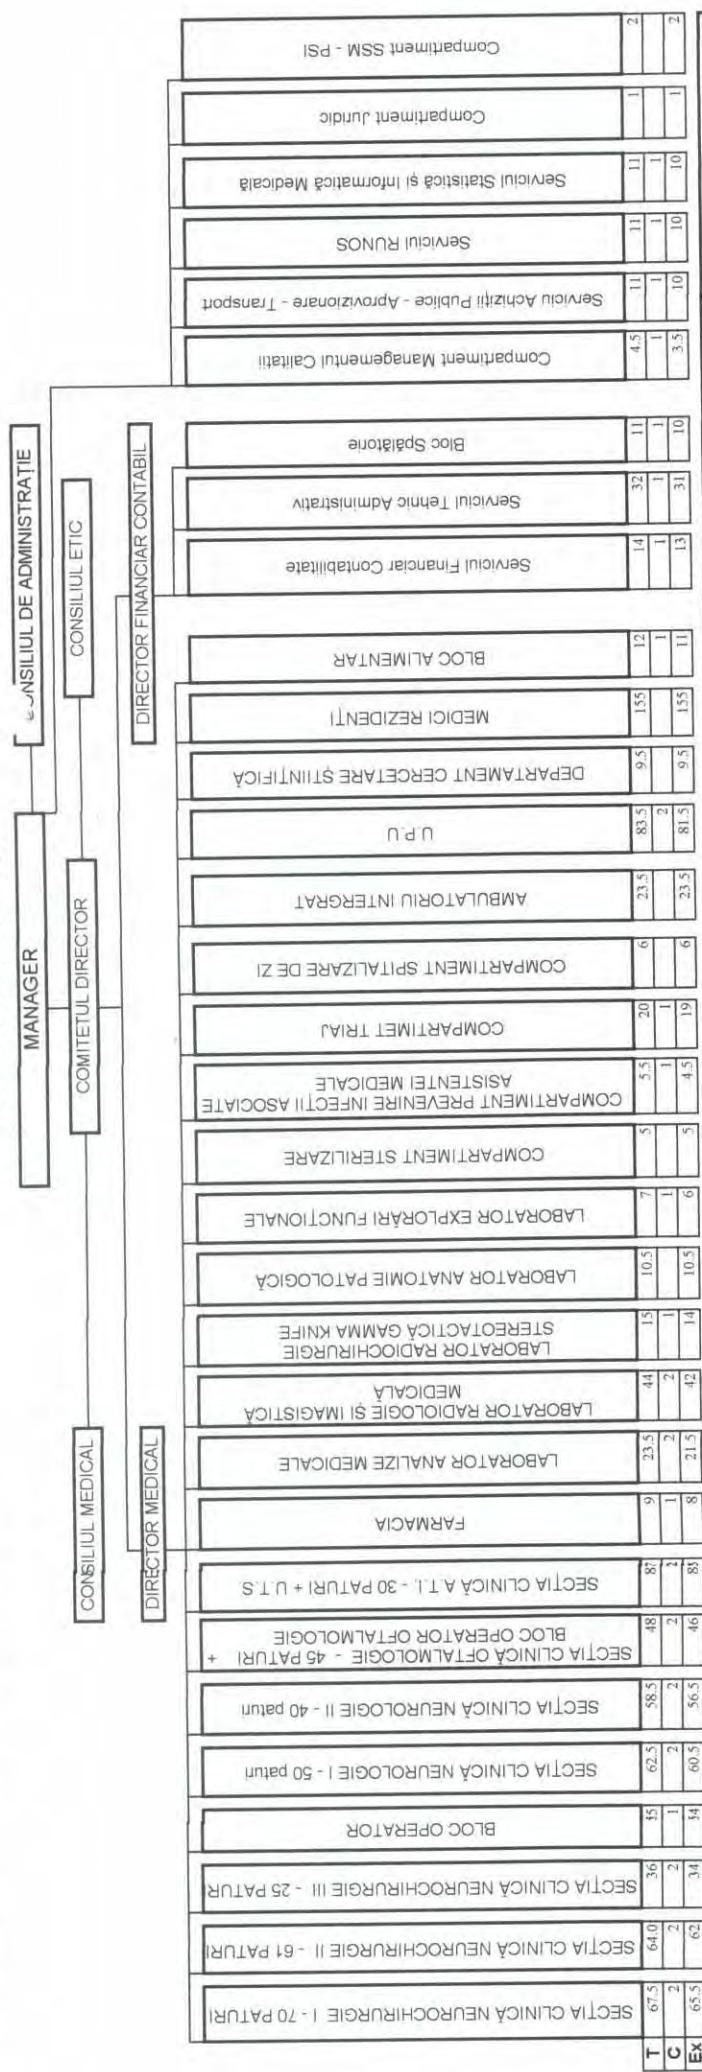 MANAGER
CONSILIUL DE ADMINISTRAȚIE
CONSILIUL MEDICAL
COMITETUL DIRECTOR
CONSILIUL ETIC
DIRECTOR MEDICAL
DIRECTOR FINANCIAR CONTABIL
T
C
Ex
SECȚIA CLINICĂ NEUROCHIRURGIE I - 70 PATURI
67.5
2
65.5
SECȚIA CLINICĂ NEUROCHIRURGIE II - 61 PATURI
64.0
2
62
SECȚIA CLINICĂ NEUROCHIRURGIE III - 25 PATURI
36
2
34
BLOC OPERATOR
55
1
54
SECȚIA CLINICĂ NEUROLOGIE I - 50 paturi
62.5
2
60.5
SECȚIA CLINICĂ NEUROLOGIE II - 40 paturi
58.5
2
56.5
SECȚIA CLINICĂ OFTALMOLOGIE - 45 PATURI +
BLOC OPERATOR OFTALMOLOGIE
48
2
46
SECȚIA CLINICĂ A.T.I. - 30 PATURI + U.T.S
87
2
85
FARMACIA
9
1
8
LABORATOR ANALIZE MEDICALE
23.5
2
21.5
LABORATOR RADIOLOGIE ȘI IMAGISTICĂ
MEDICALĂ
44
2
42
LABORATOR RADIOCHIRURGIE
STEREOTACTICĂ GAMMA KNIFE
15
1
14
LABORATOR ANATOMIE PATOLOGICĂ
10.5
10.5
LABORATOR EXPLORĂRI FUNCȚIONALE
7
1
6
COMPARTIMENT STERILIZARE
5
5
COMPARTIMENT PREVENIRE INFECȚII ASOCIATE
ASISTENTEI MEDICALE
5.5
1
4.5
COMPARTIMET TRIAJ
20
1
19
COMPARTIMENT SPITALIZARE DE ZI
6
6
AMBULATORIU INTERGRAT
23.5
23.5
U.P.U
83.5
2
81.5
DEPARTAMENT CERCETARE ȘTIINȚIFICĂ
9.5
9.5
MEDICI REZIDENȚI
155
155
BLOC ALIMENTAR
12
1
11
Serviciul Financiar Contabilitate
14
1
13
Serviciul Tehnic Administrativ
32
1
31
Bloc Spălătorie
11
1
10
Compartiment Managementul Calitatii
4.5
1
3.5
Serviciu Achiziții Publice - Aprovizionare - Transport
11
1
10
Serviciul RUNOS
11
1
10
Serviciul Statistică și Informatică Medicală
11
1
10
Compartiment Juridic
1
1
Compartiment SSM - PSI
2
2